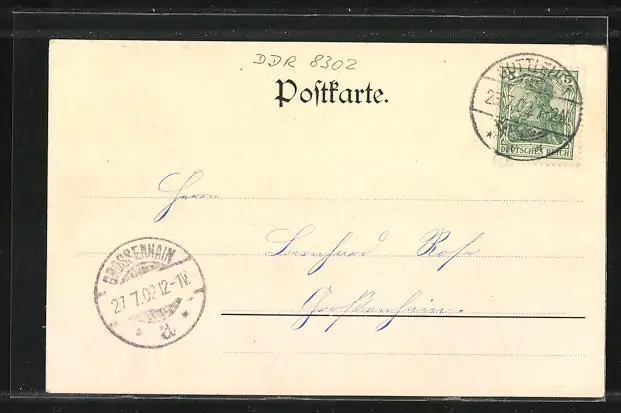 DDR 8302
Postkarte.
DEUTSCHES REICH
Herrn
Bernhard Rose
Großenhain.
GROSSENHAIN
27.7.02 12-1N.